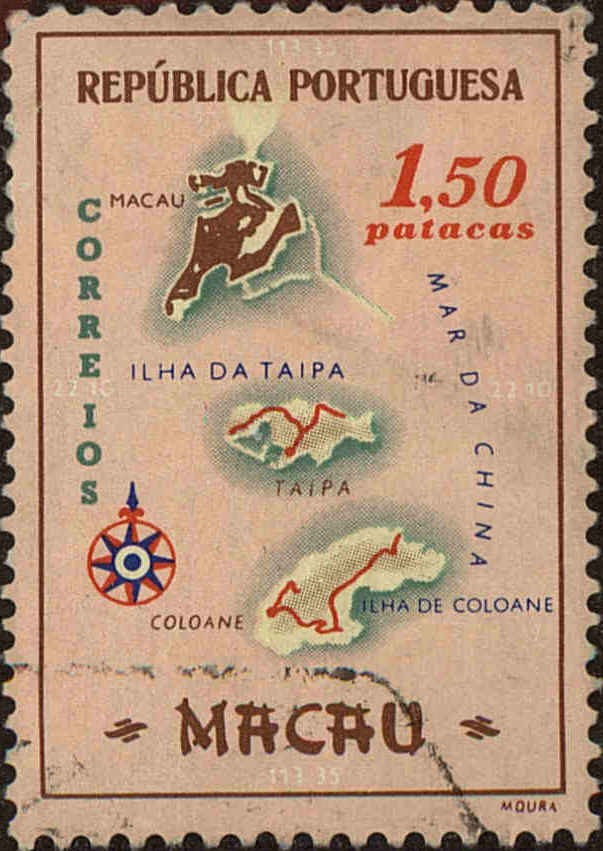 113 35
REPÚBLICA PORTUGUESA
1,50
patacas
CORREIOS
MACAU
MAR DA CHINA
ILHA DA TAIPA
22 10
22 10
TAIPA
ILHA DE COLOANE
COLOANE
MACAU
113 35
MOURA